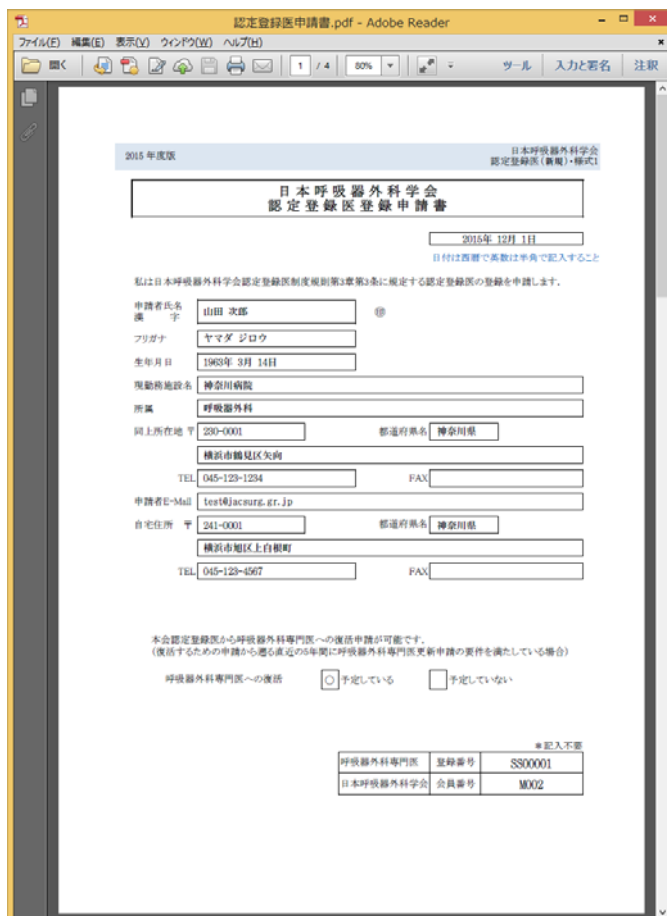 認定登録医申請書.pdf - Adobe Reader
ファイル(F) 編集(E) 表示(V) ウィンドウ(W) ヘルプ(H)
開く 1 / 4 80% ツール 入力と署名 注釈
2015 年度版
日本呼吸器外科学会
認定登録医(新規)・様式1
日本呼吸器外科学会
認定登録医登録申請書
2015年 12月 1日
日付は西暦で英数は半角で記入すること
私は日本呼吸器外科学会認定登録医制度規則第3章第3条に規定する認定登録医の登録を申請します.
申請者氏名
漢 字 山田 次郎 ㊞
フリガナ ヤマダ ジロウ
生年月日 1963年 3月 14日
現勤務施設名 神奈川病院
所属 呼吸器外科
同上所在地 〒 230-0001 都道府県名 神奈川県
横浜市鶴見区矢向
TEL 045-123-1234 FAX
申請者E-Mail test@jacsurg.gr.jp
自宅住所 〒 241-0001 都道府県名 神奈川県
横浜市旭区上白根町
TEL 045-123-4567 FAX
本会認定登録医から呼吸器外科専門医への復活申請が可能です.
(復活するための申請から遡る直近の5年間に呼吸器外科専門医更新申請の要件を満たしている場合)
呼吸器外科専門医への復活 ○ 予定している 予定していない
*記入不要
呼吸器外科専門医 登録番号 SS00001
日本呼吸器外科学会 会員番号 M002